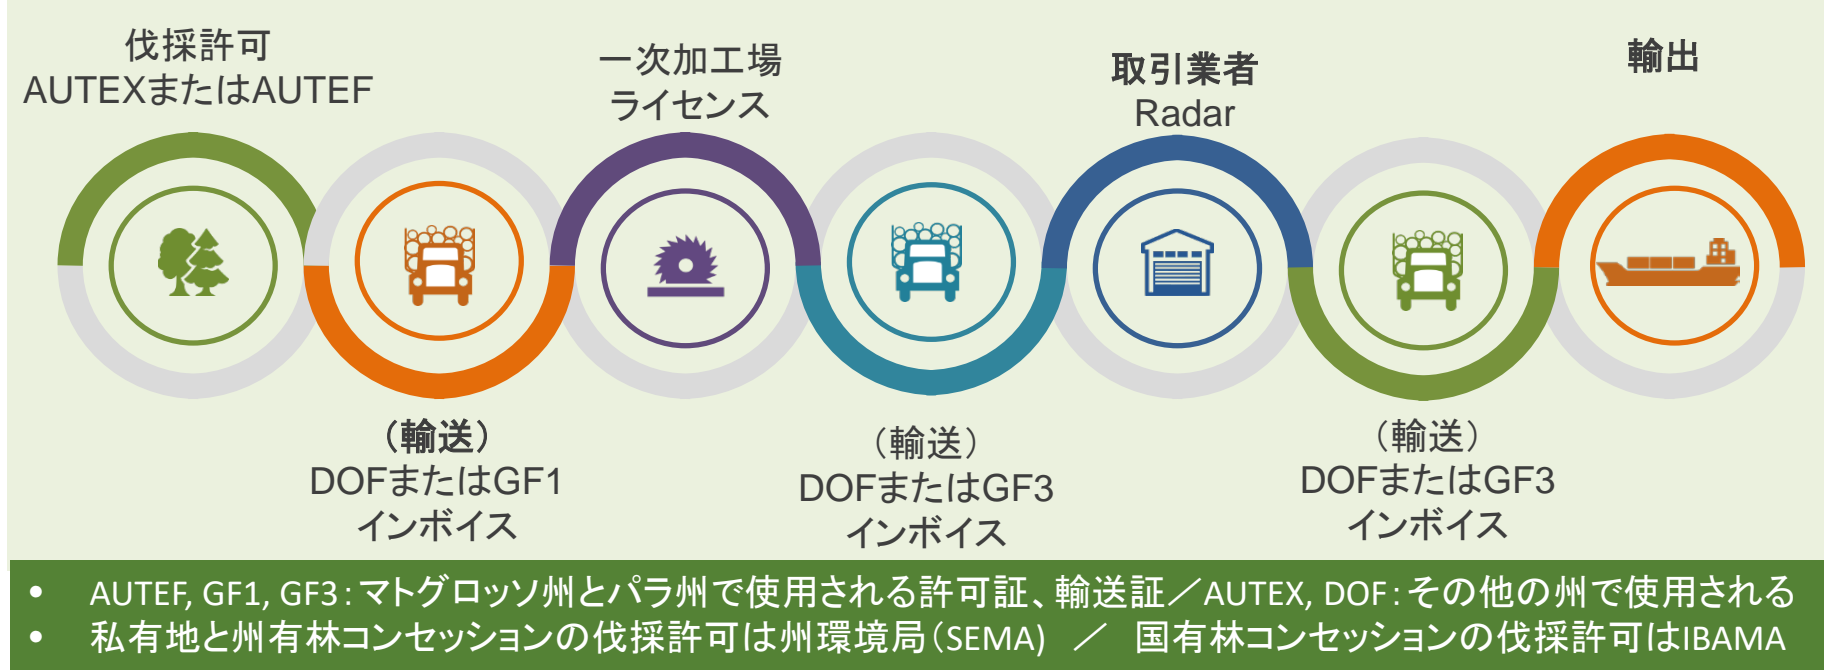 伐採許可
AUTEXまたはAUTEF
一次加工場
ライセンス
取引業者
Radar
輸出
（輸送）
DOFまたはGF1
インボイス
（輸送）
DOFまたはGF3
インボイス
（輸送）
DOFまたはGF3
インボイス
• AUTEF, GF1, GF3：マトグロッソ州とパラ州で使用される許可証、輸送証／AUTEX, DOF：その他の州で使用される
• 私有地と州有林コンセッションの伐採許可は州環境局（SEMA） ／ 国有林コンセッションの伐採許可はIBAMA